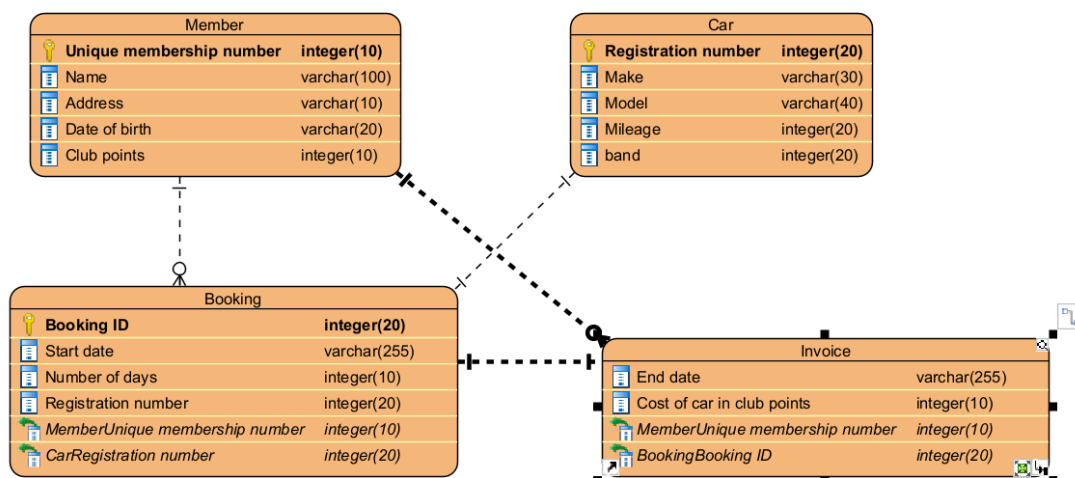 Member
Unique membership number integer(10)
Name varchar(100)
Address varchar(10)
Date of birth varchar(20)
Club points integer(10)
Car
Registration number integer(20)
Make varchar(30)
Model varchar(40)
Mileage integer(20)
band integer(20)
Booking
Booking ID integer(20)
Start date varchar(255)
Number of days integer(10)
Registration number integer(20)
MemberUnique membership number integer(10)
CarRegistration number integer(20)
Invoice
End date varchar(255)
Cost of car in club points integer(10)
MemberUnique membership number integer(10)
BookingBooking ID integer(20)